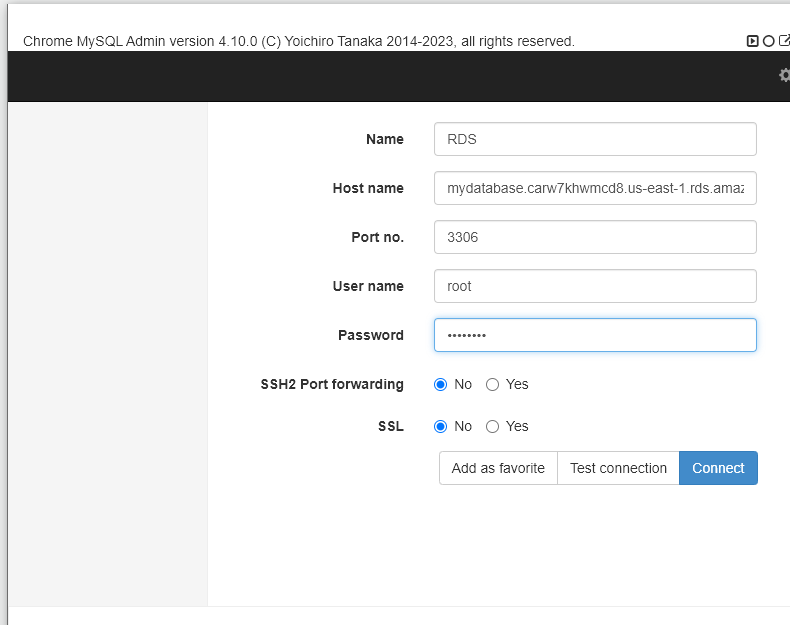 Chrome MySQL Admin version 4.10.0 (C) Yoichiro Tanaka 2014-2023, all rights reserved.
Name RDS
Host name mydatabase.carw7khwmcd8.us-east-1.rds.amaz
Port no. 3306
User name root
Password ••••••••
SSH2 Port forwarding No Yes
SSL No Yes
Add as favorite Test connection Connect